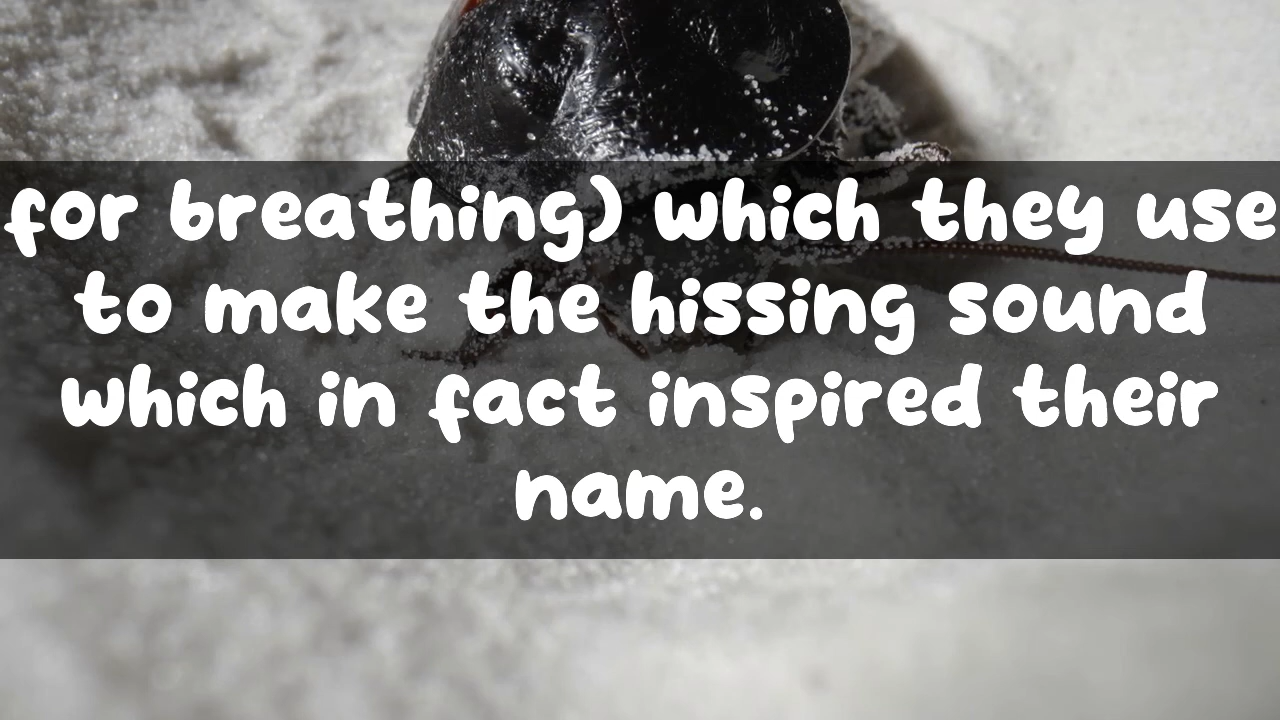 for breathing) which they use
to make the hissing sound
which in fact inspired their
name.